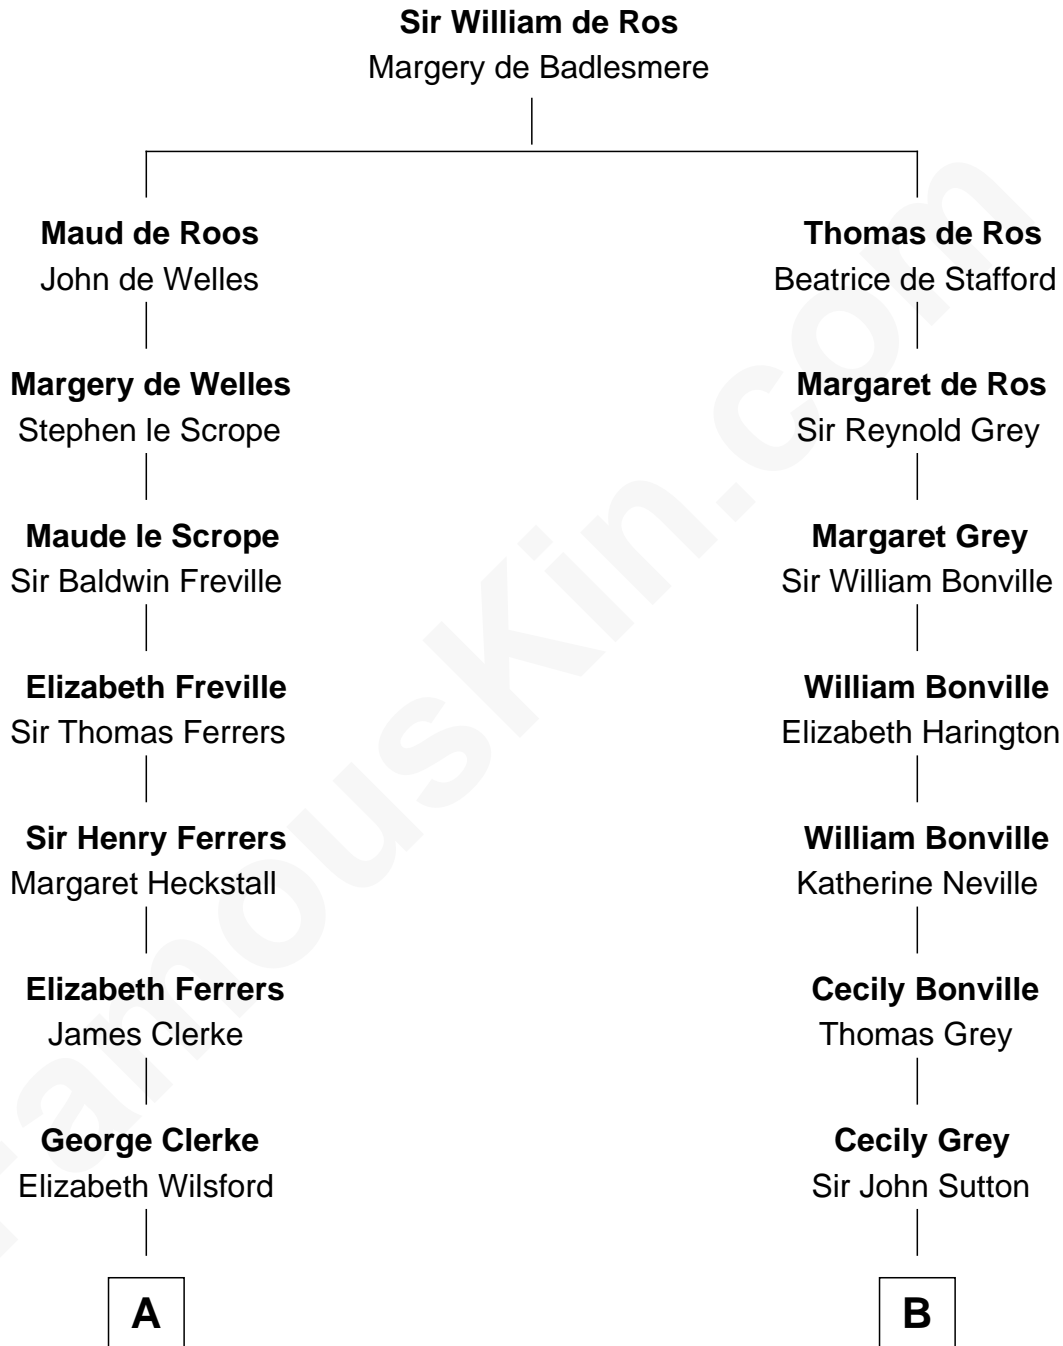 Sir William de Ros
Margery de Badlesmere
Maud de Roos
John de Welles
Margery de Welles
Stephen le Scrope
Maude le Scrope
Sir Baldwin Freville
Elizabeth Freville
Sir Thomas Ferrers
Sir Henry Ferrers
Margaret Heckstall
Elizabeth Ferrers
James Clerke
George Clerke
Elizabeth Wilsford
A
Thomas de Ros
Beatrice de Stafford
Margaret de Ros
Sir Reynold Grey
Margaret Grey
Sir William Bonville
William Bonville
Elizabeth Harington
William Bonville
Katherine Neville
Cecily Bonville
Thomas Grey
Cecily Grey
Sir John Sutton
B
FamousKin.com